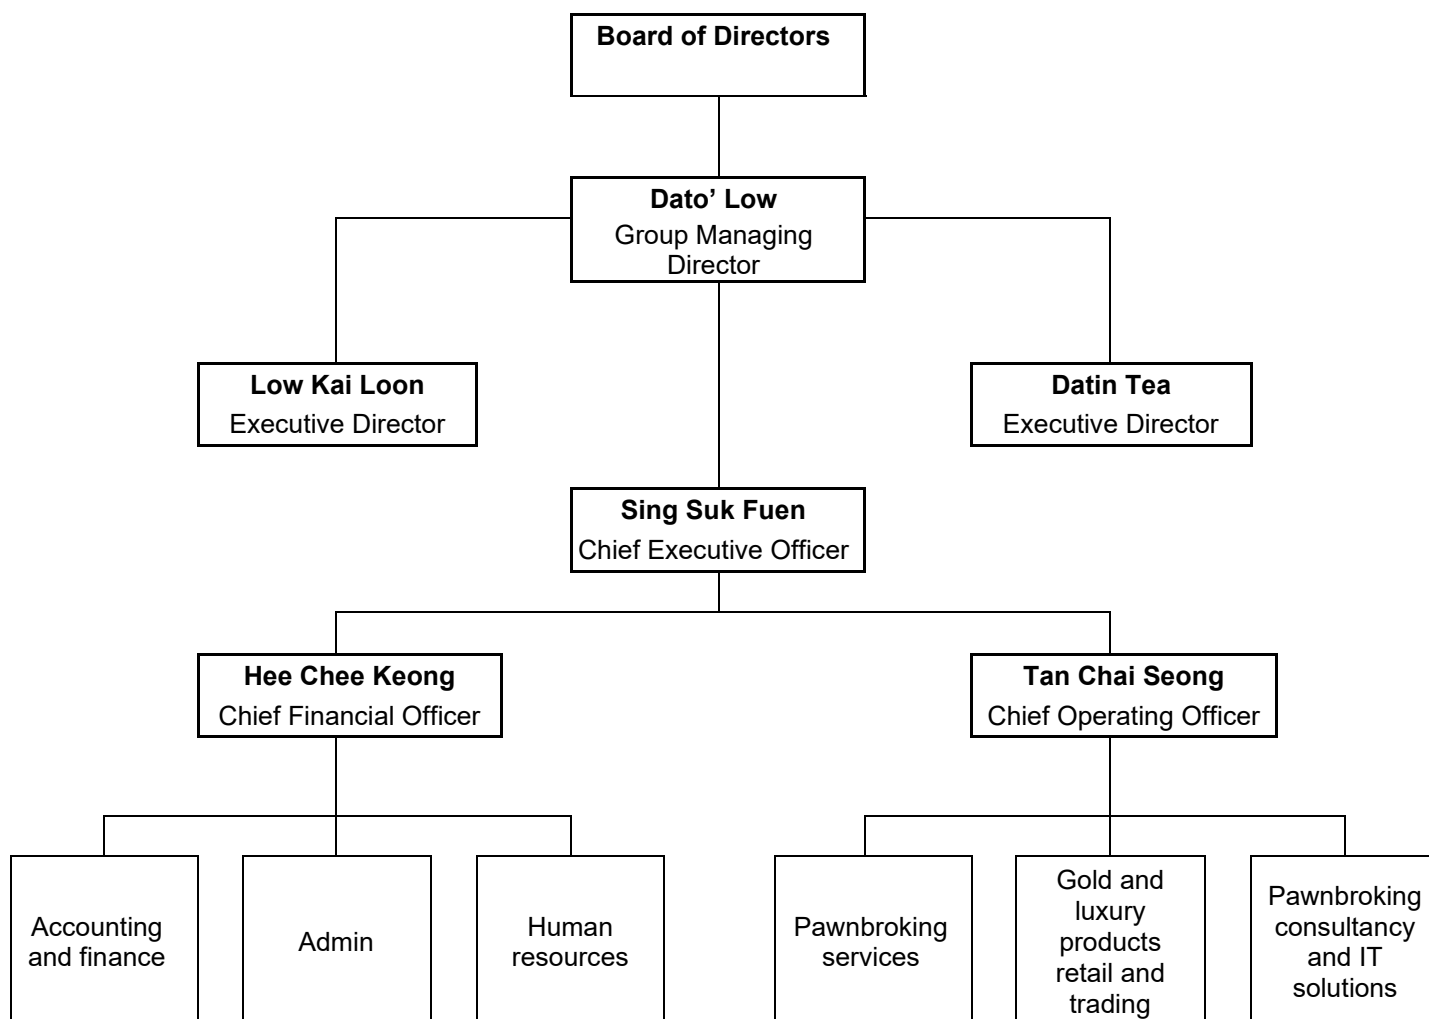 Board of Directors
Dato’ Low
Group Managing
Director
Low Kai Loon
Executive Director
Datin Tea
Executive Director
Sing Suk Fuen
Chief Executive Officer
Hee Chee Keong
Chief Financial Officer
Tan Chai Seong
Chief Operating Officer
Accounting
and finance
Admin
Human
resources
Pawnbroking
services
Gold and
luxury
products
retail and
trading
Pawnbroking
consultancy
and IT
solutions